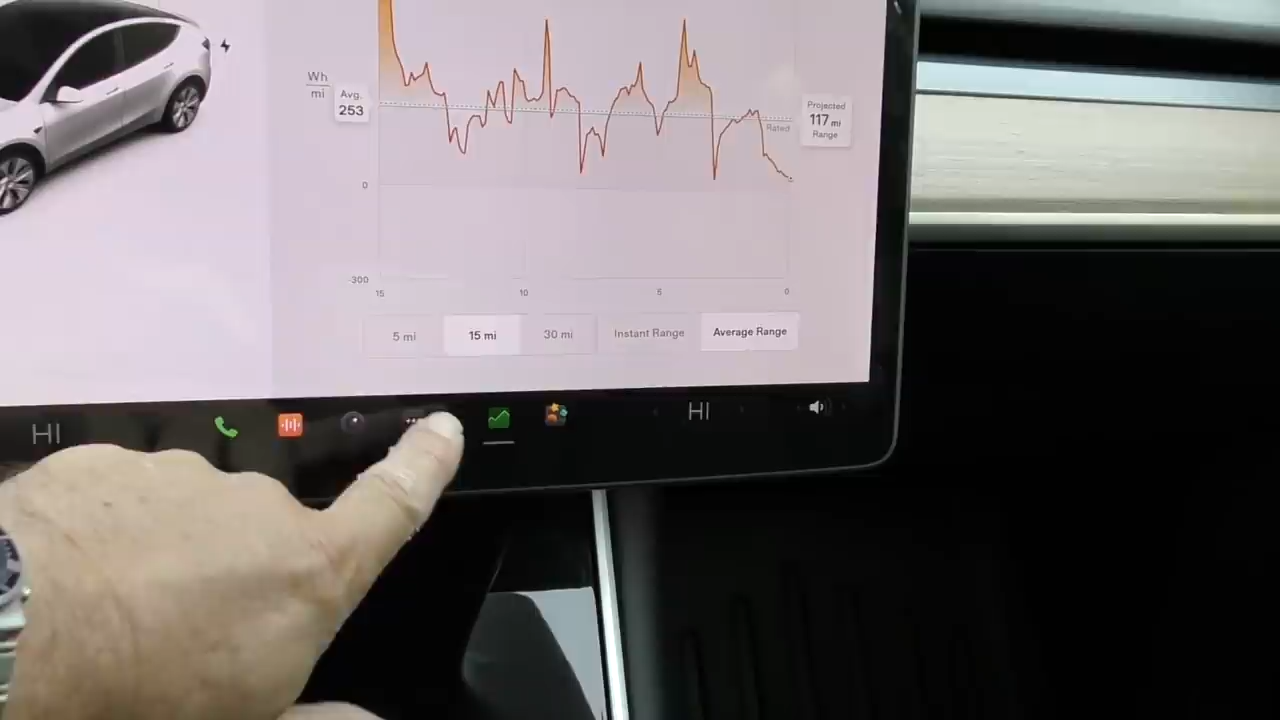 Wh
mi
Avg.
253
Projected
117 mi
Range
Rated
0
-300
15
10
5
0
5 mi
15 mi
30 mi
Instant Range
Average Range
HI
HI